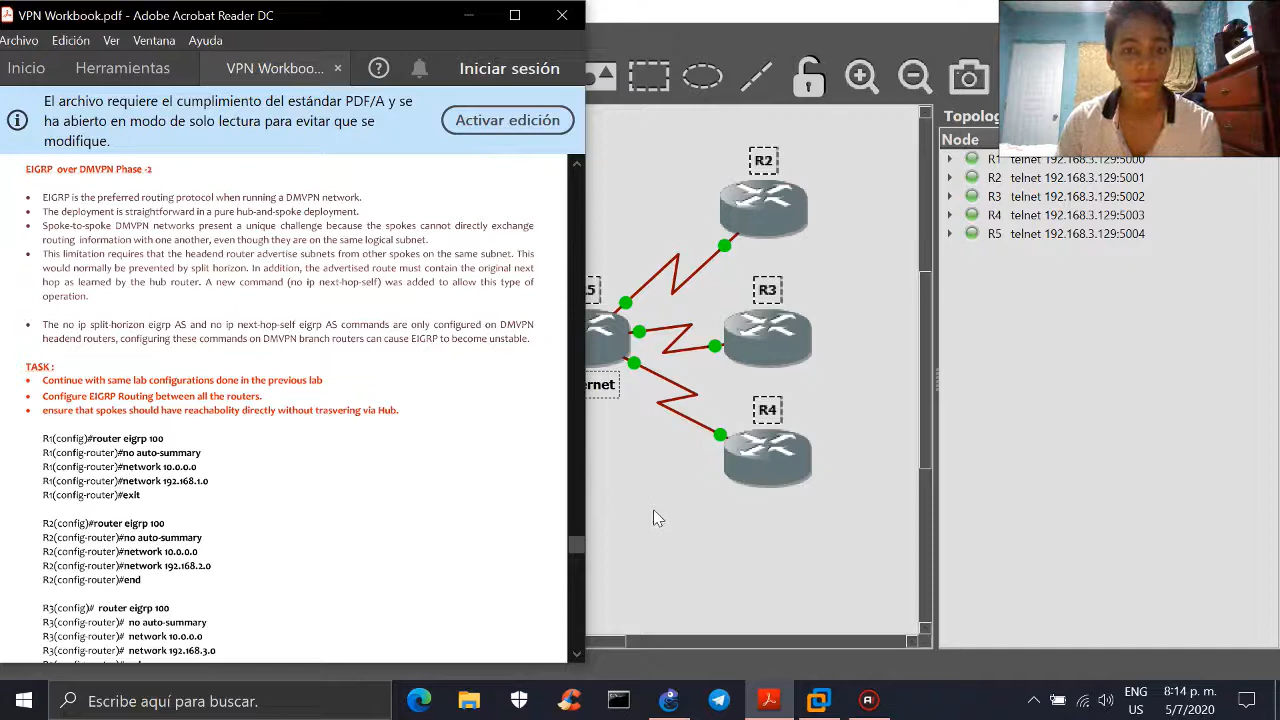 VPN Workbook.pdf - Adobe Acrobat Reader DC
Archivo Edición Ver Ventana Ayuda
Inicio Herramientas VPN Workboo... × ? Iniciar sesión
El archivo requiere el cumplimiento del estándar PDF/A y se
ha abierto en modo de solo lectura para evitar que se
modifique.
Activar edición
EIGRP over DMVPN Phase -2
• EIGRP is the preferred routing protocol when running a DMVPN network.
• The deployment is straightforward in a pure hub-and-spoke deployment.
• Spoke-to-spoke DMVPN networks present a unique challenge because the spokes cannot directly exchange
routing information with one another, even though they are on the same logical subnet.
• This limitation requires that the headend router advertise subnets from other spokes on the same subnet. This
would normally be prevented by split horizon. In addition, the advertised route must contain the original next
hop as learned by the hub router. A new command (no ip next-hop-self) was added to allow this type of
operation.
• The no ip split-horizon eigrp AS and no ip next-hop-self eigrp AS commands are only configured on DMVPN
headend routers, configuring these commands on DMVPN branch routers can cause EIGRP to become unstable.
TASK :
• Continue with same lab configurations done in the previous lab
• Configure EIGRP Routing between all the routers.
• ensure that spokes should have reachabolity directly without trasvering via Hub.
R1(config)#router eigrp 100
R1(config-router)#no auto-summary
R1(config-router)#network 10.0.0.0
R1(config-router)#network 192.168.1.0
R1(config-router)#exit
R2(config)#router eigrp 100
R2(config-router)#no auto-summary
R2(config-router)#network 10.0.0.0
R2(config-router)#network 192.168.2.0
R2(config-router)#end
R3(config)# router eigrp 100
R3(config-router)# no auto-summary
R3(config-router)# network 10.0.0.0
R3(config-router)# network 192.168.3.0
R2
5
R3
ernet
R4
Topolog
Node
R1 telnet 192.168.3.129:5000
R2 telnet 192.168.3.129:5001
R3 telnet 192.168.3.129:5002
R4 telnet 192.168.3.129:5003
R5 telnet 192.168.3.129:5004
Escribe aquí para buscar.
ENG
US
8:14 p. m.
5/7/2020